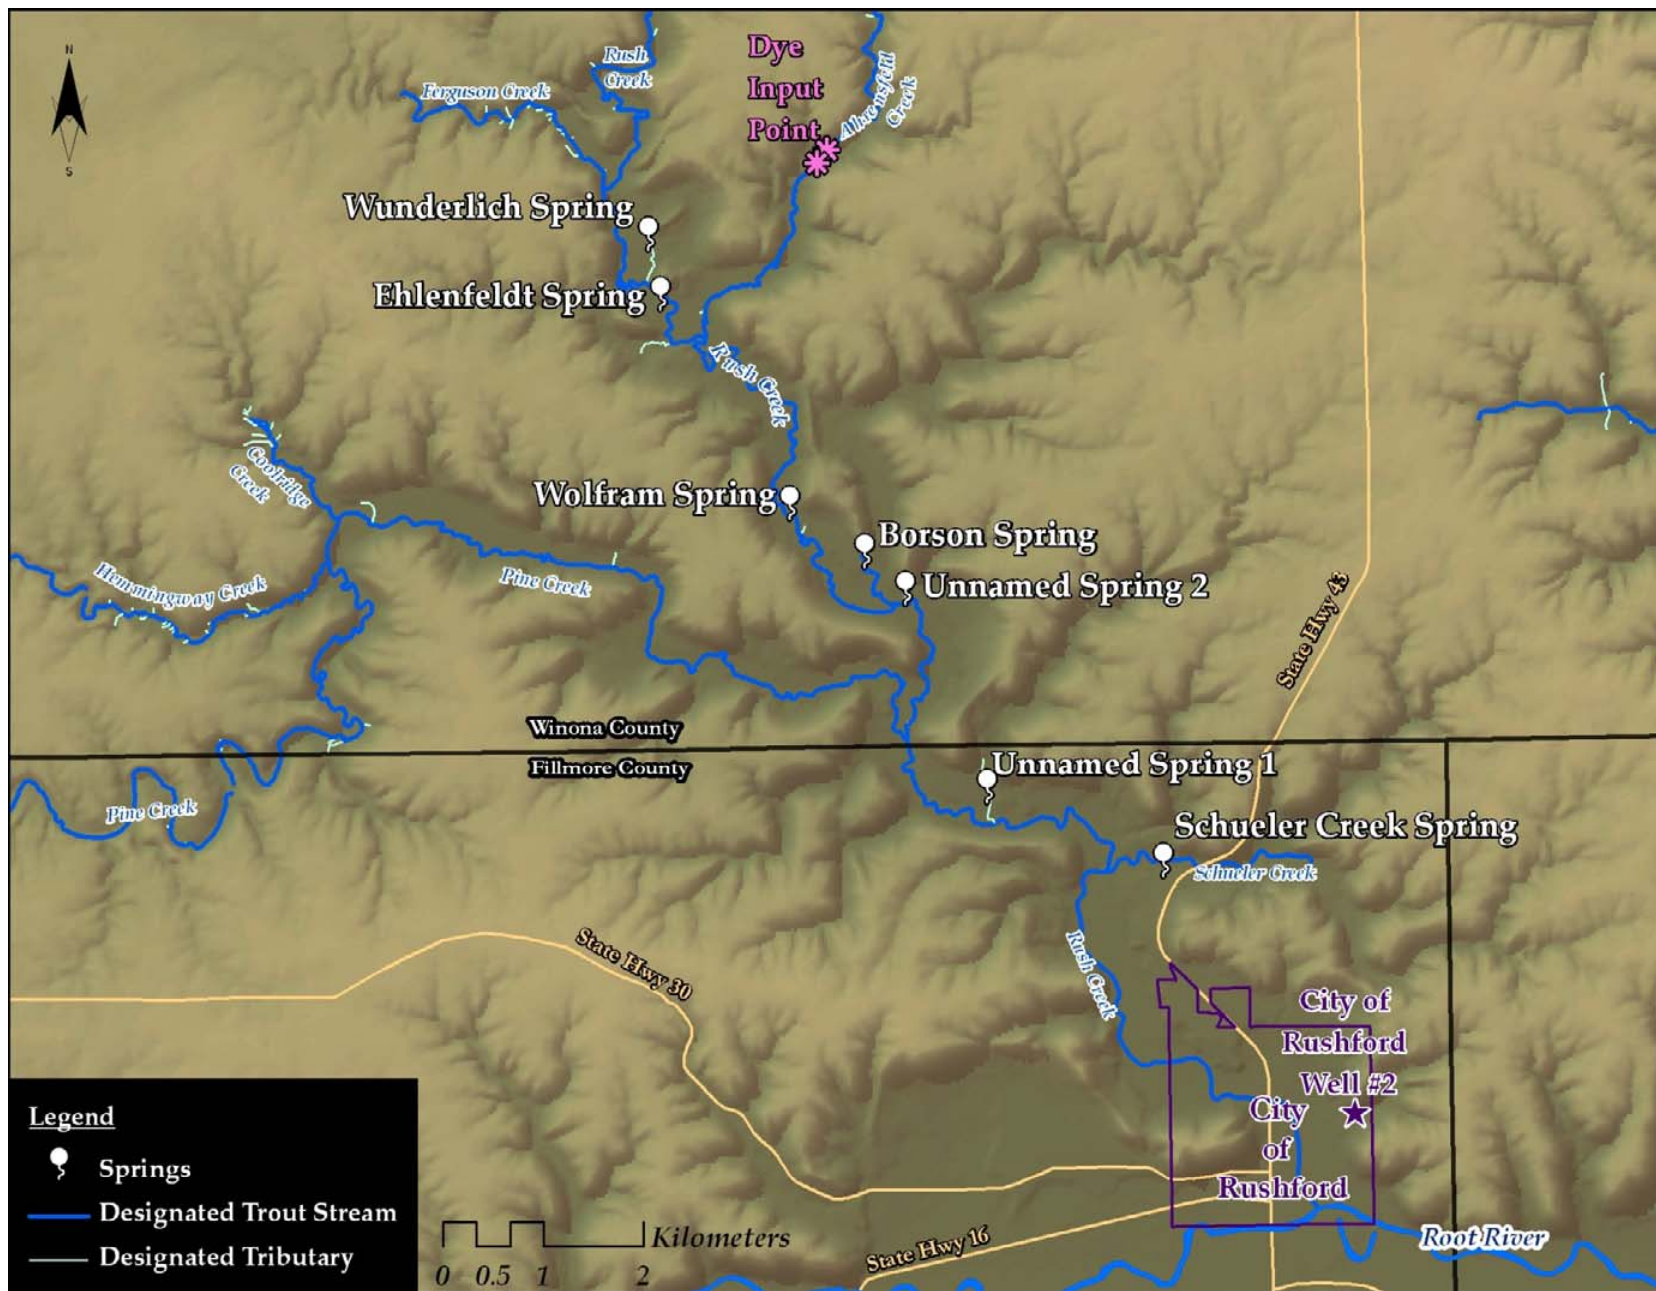 N
S
Dye
Input
Point
Rush
Creek
Ferguson Creek
Ahrensfeld
Creek
Wunderlich Spring
Ehlenfeldt Spring
Rush Creek
Coolridge
Creek
Wolfram Spring
Borson Spring
Unnamed Spring 2
Hemmingway Creek
Pine Creek
State Hwy 43
Winona County
Fillmore County
Unnamed Spring 1
Pine Creek
Schueler Creek Spring
Schueler Creek
State Hwy 30
Rush Creek
City of
Rushford
Well #2
City
of
Rushford
Root River
State Hwy 16
Legend
Springs
Designated Trout Stream
Designated Tributary
Kilometers
0 0.5 1 2